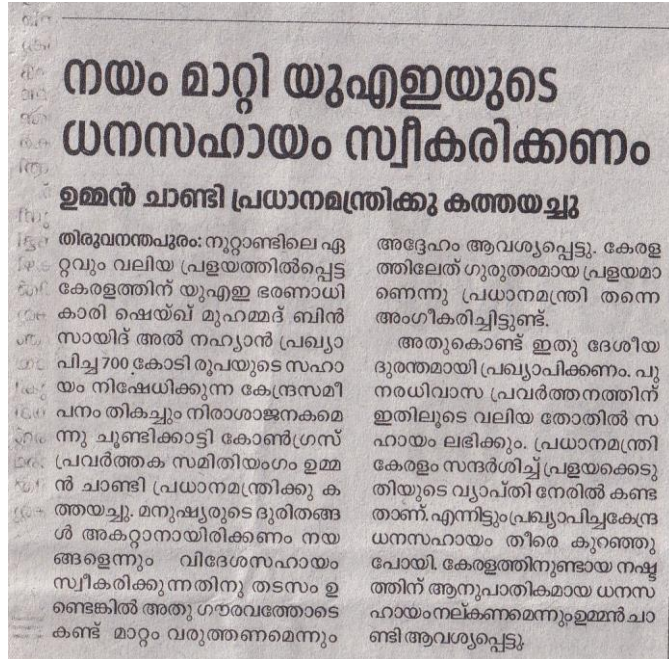 നയം മാറ്റി യുഎഇയുടെ
ധനസഹായം സ്വീകരിക്കണം
ഉമ്മൻ ചാണ്ടി പ്രധാനമന്ത്രിക്കു കത്തയച്ചു
തിരുവനന്തപുരം: നൂറ്റാണ്ടിലെ ഏ
റ്റവും വലിയ പ്രളയത്തിൽപ്പെട്ട
കേരളത്തിന് യുഎഇ ഭരണാധി
കാരി ഷെയ്ഖ് മുഹമ്മദ് ബിൻ
സായിദ് അൽ നഹ്യാൻ പ്രഖ്യാ
പിച്ച 700 കോടി രൂപയുടെ സഹാ
യം നിഷേധിക്കുന്ന കേന്ദ്രസമീ
പനം തികച്ചും നിരാശാജനകമെ
ന്നു ചൂണ്ടിക്കാട്ടി കോൺഗ്രസ്
പ്രവർത്തക സമിതിയംഗം ഉമ്മ
ൻ ചാണ്ടി പ്രധാനമന്ത്രിക്കു ക
ത്തയച്ചു. മനുഷ്യരുടെ ദുരിതങ്ങ
ൾ അകറ്റാനായിരിക്കണം നയ
ങ്ങളെന്നും വിദേശസഹായം
സ്വീകരിക്കുന്നതിനു തടസം ഉ
ണ്ടെങ്കിൽ അതു ഗൗരവത്തോടെ
കണ്ട് മാറ്റം വരുത്തണമെന്നും
അദ്ദേഹം ആവശ്യപ്പെട്ടു. കേരള
ത്തിലേത് ഗുരുതരമായ പ്രളയമാ
ണെന്നു പ്രധാനമന്ത്രി തന്നെ
അംഗീകരിച്ചിട്ടുണ്ട്.
അതുകൊണ്ട് ഇതു ദേശീയ
ദുരന്തമായി പ്രഖ്യാപിക്കണം. പു
നരധിവാസ പ്രവർത്തനത്തിന്
ഇതിലൂടെ വലിയ തോതിൽ സ
ഹായം ലഭിക്കും. പ്രധാനമന്ത്രി
കേരളം സന്ദർശിച്ച് പ്രളയക്കെടു
തിയുടെ വ്യാപ്തി നേരിൽ കണ്ട
താണ്. എന്നിട്ടും പ്രഖ്യാപിച്ച കേന്ദ്ര
ധനസഹായം തീരെ കുറഞ്ഞു
പോയി. കേരളത്തിനുണ്ടായ നഷ്ട
ത്തിന് ആനുപാതികമായ ധനസ
ഹായം നല്കണമെന്നും ഉമ്മൻ ചാ
ണ്ടി ആവശ്യപ്പെട്ടു.